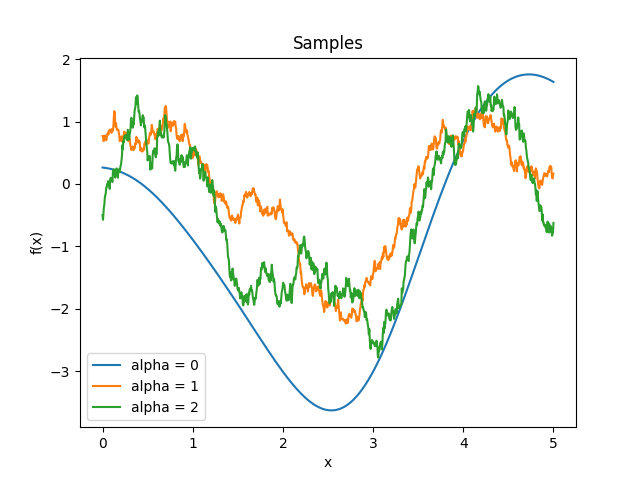 Samples
f(x)
2
1
0
−1
−2
−3
alpha = 0
alpha = 1
alpha = 2
0 1 2 3 4 5
x